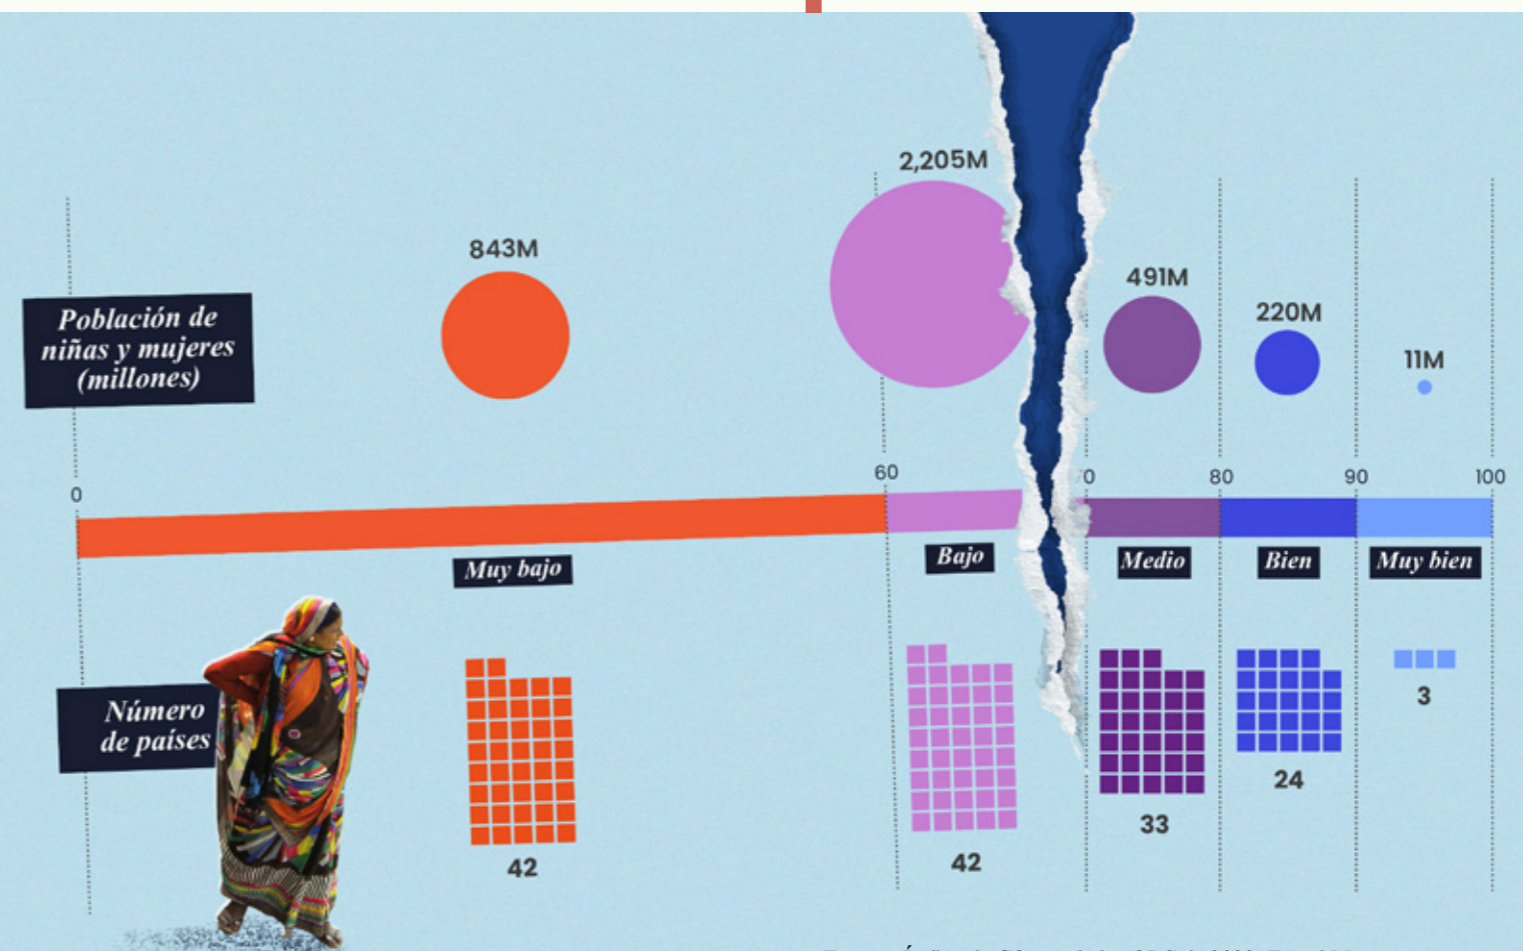 2,205M
843M
491M
220M
11M
Población de
niñas y mujeres
(millones)
0
60
80
90
100
Muy bajo
Bajo
Medio
Bien
Muy bien
Número
de países
42
42
33
24
3